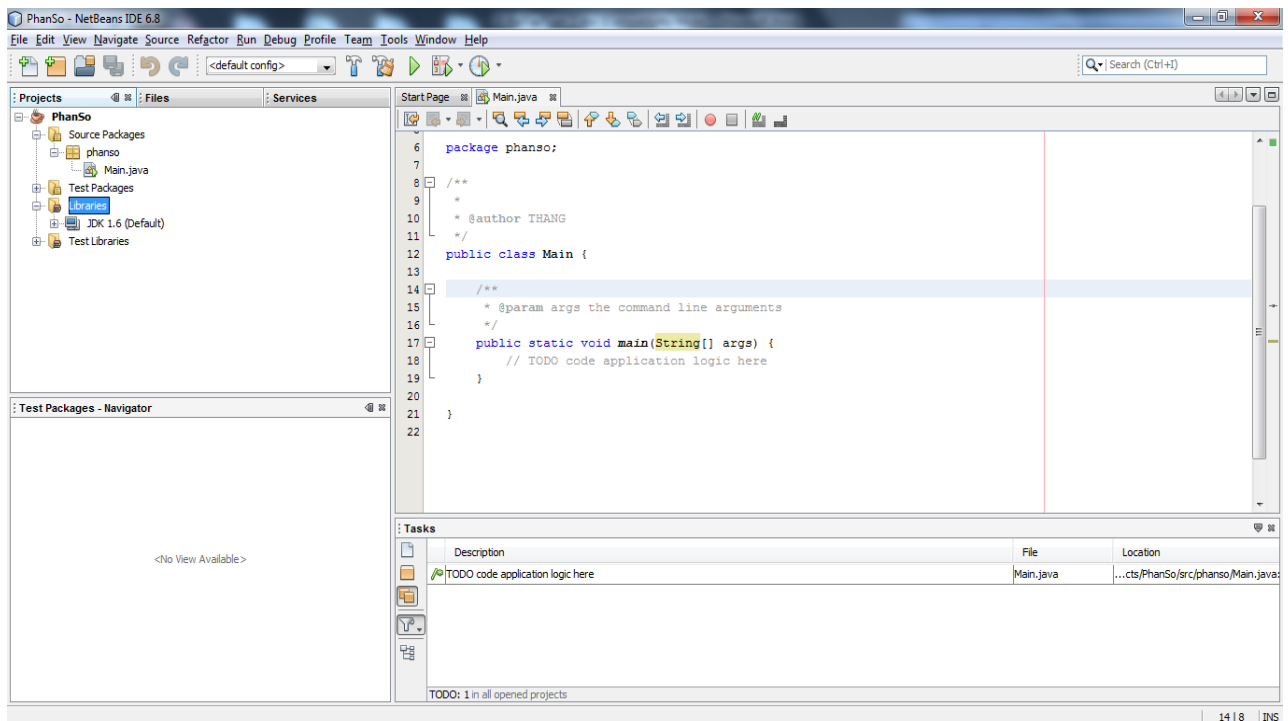 PhanSo - NetBeans IDE 6.8
File Edit View Navigate Source Refactor Run Debug Profile Team Tools Window Help
<default config>
Search (Ctrl+I)
Projects Files Services
PhanSo
Source Packages
phanso
Main.java
Test Packages
Libraries
JDK 1.6 (Default)
Test Libraries
Test Packages - Navigator
<No View Available>
Start Page Main.java
6 package phanso;
7
8 /**
9 *
10 * @author THANG
11 */
12 public class Main {
13
14 /**
15 * @param args the command line arguments
16 */
17 public static void main(String[] args) {
18 // TODO code application logic here
19 }
20
21 }
22
Tasks
Description File Location
TODO code application logic here Main.java ...cts/PhanSo/src/phanso/Main.java:
TODO: 1 in all opened projects
14 | 8 INS